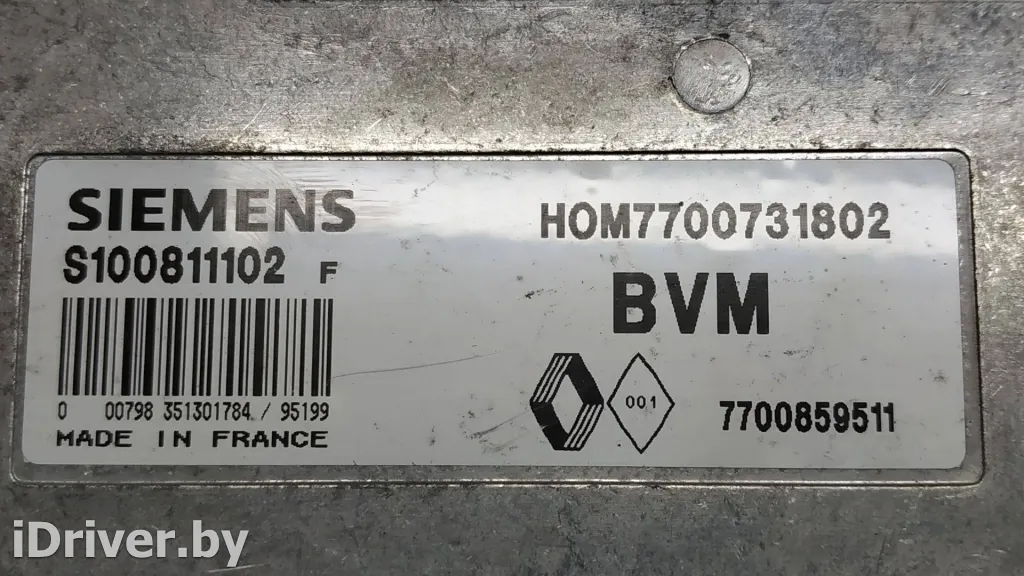 SIEMENS
S100811102 F
0 00798 351301784 / 95199
MADE IN FRANCE
HOM7700731802
BVM
001
7700859511
iDriver.by